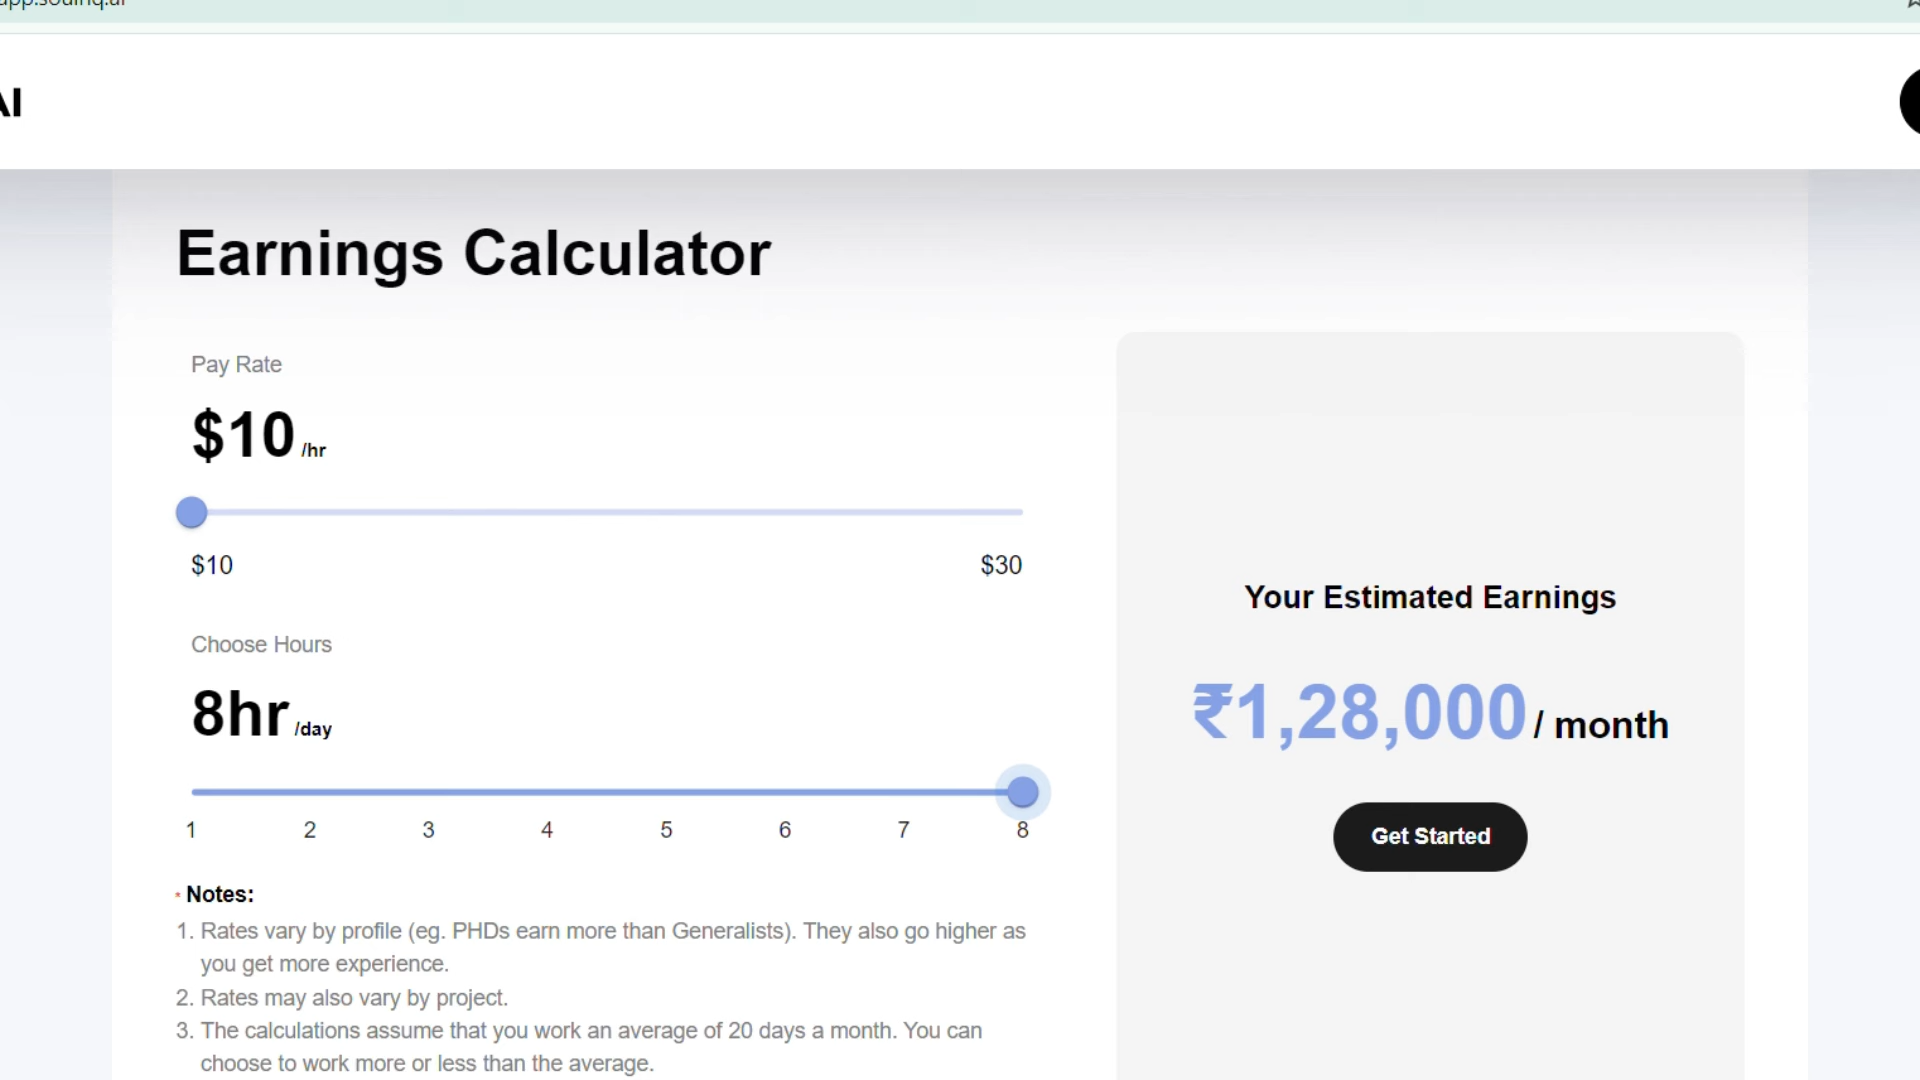 AI
Earnings Calculator
Pay Rate
$10 /hr
$10 $30
Choose Hours
8hr /day
1 2 3 4 5 6 7 8
* Notes:
1. Rates vary by profile (eg. PHDs earn more than Generalists). They also go higher as
you get more experience.
2. Rates may also vary by project.
3. The calculations assume that you work an average of 20 days a month. You can
choose to work more or less than the average.
Your Estimated Earnings
₹1,28,000 / month
Get Started